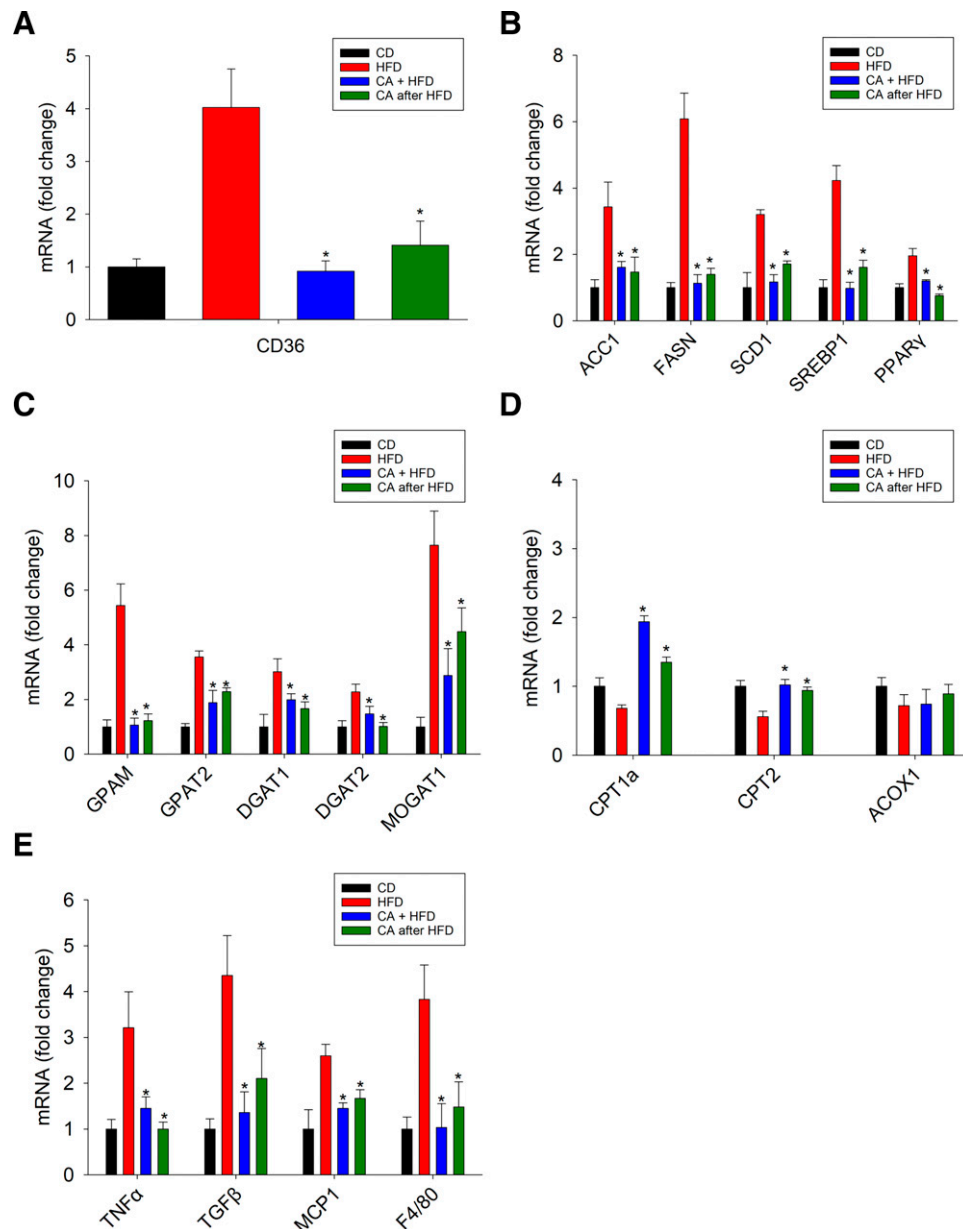 A
mRNA (fold change)
5
4
3
2
1
0
CD
HFD
CA + HFD
CA after HFD
*
*
CD36
B
mRNA (fold change)
8
6
4
2
0
CD
HFD
CA + HFD
CA after HFD
* *
* *
* *
* *
* *
ACC1
FASN
SCD1
SREBP1
PPARγ
C
mRNA (fold change)
10
8
6
4
2
0
CD
HFD
CA + HFD
CA after HFD
* *
* *
* *
* *
* *
GPAM
GPAT2
DGAT1
DGAT2
MOGAT1
D
mRNA (fold change)
4
3
2
1
0
CD
HFD
CA + HFD
CA after HFD
* *
* *
CPT1a
CPT2
ACOX1
E
mRNA (fold change)
6
5
4
3
2
1
0
CD
HFD
CA + HFD
CA after HFD
* *
* *
* *
* *
TNFα
TGFβ
MCP1
F4/80